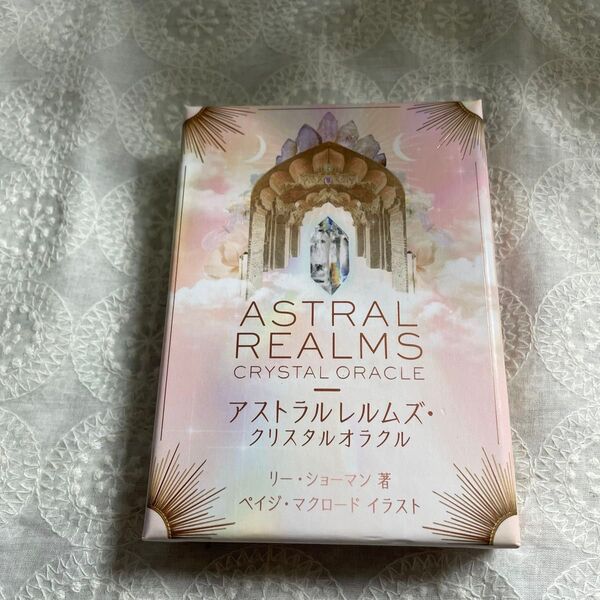 ASTRAL
REALMS
CRYSTAL ORACLE
アストラルレルムズ・
クリスタルオラクル
リー・ショーマン 著
ペイジ・マクロード イラスト